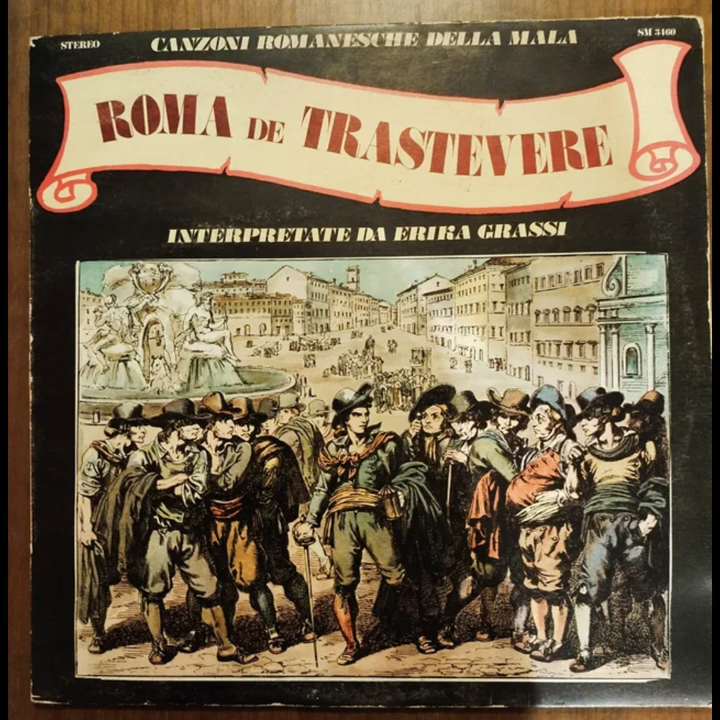 STEREO
CANZONI ROMANESCHE DELLA MALA
SM 3460
ROMA DE TRASTEVERE
INTERPRETATE DA ERIKA GRASSI